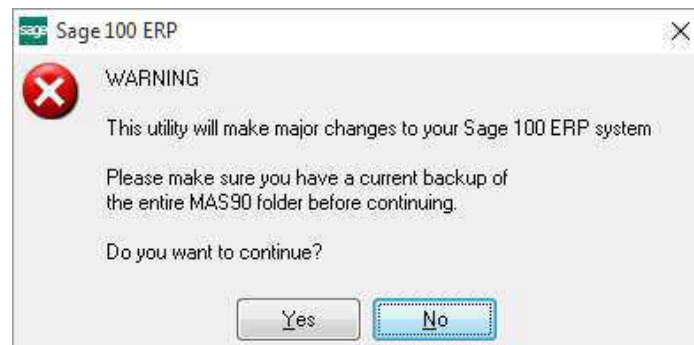 sage Sage 100 ERP
WARNING
This utility will make major changes to your Sage 100 ERP system
Please make sure you have a current backup of
the entire MAS90 folder before continuing.
Do you want to continue?
Yes No